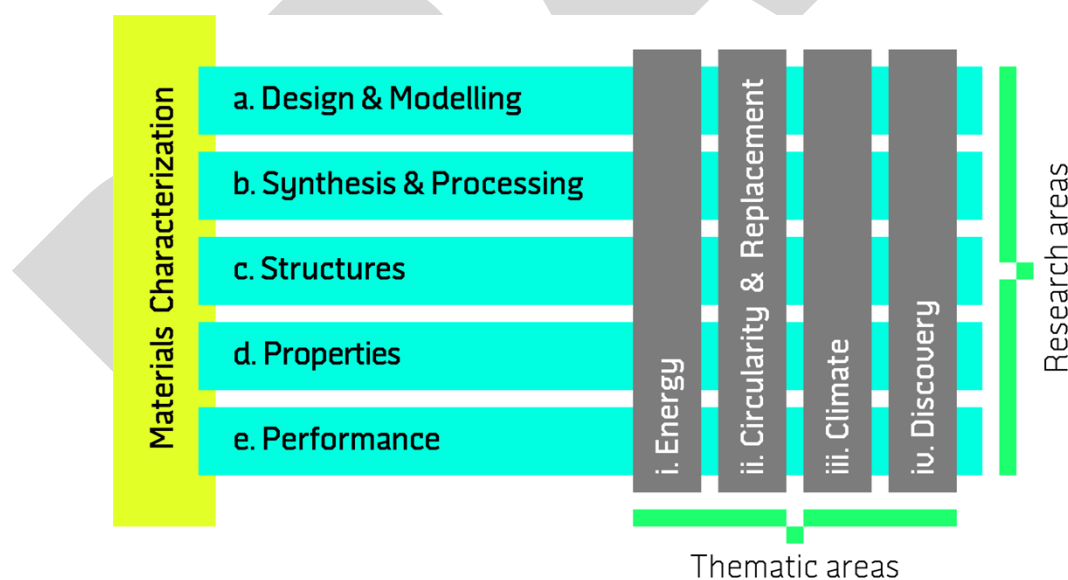 Materials Characterization
a. Design & Modelling
b. Synthesis & Processing
c. Structures
d. Properties
e. Performance
i. Energy
ii. Circularity & Replacement
iii. Climate
iv. Discovery
Research areas
Thematic areas